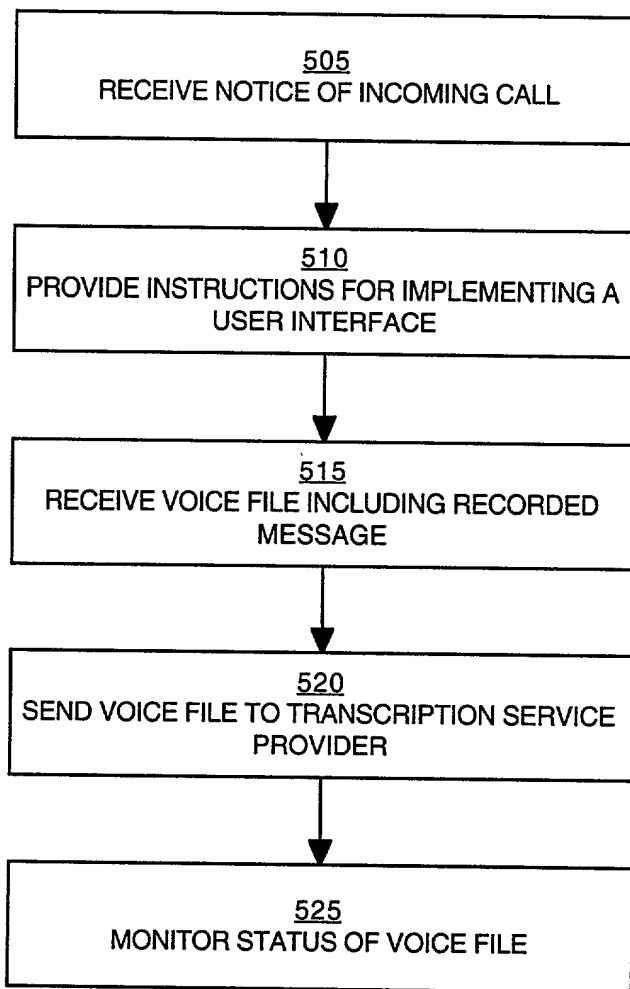 505
RECEIVE NOTICE OF INCOMING CALL
510
PROVIDE INSTRUCTIONS FOR IMPLEMENTING A
USER INTERFACE
515
RECEIVE VOICE FILE INCLUDING RECORDED
MESSAGE
520
SEND VOICE FILE TO TRANSCRIPTION SERVICE
PROVIDER
525
MONITOR STATUS OF VOICE FILE